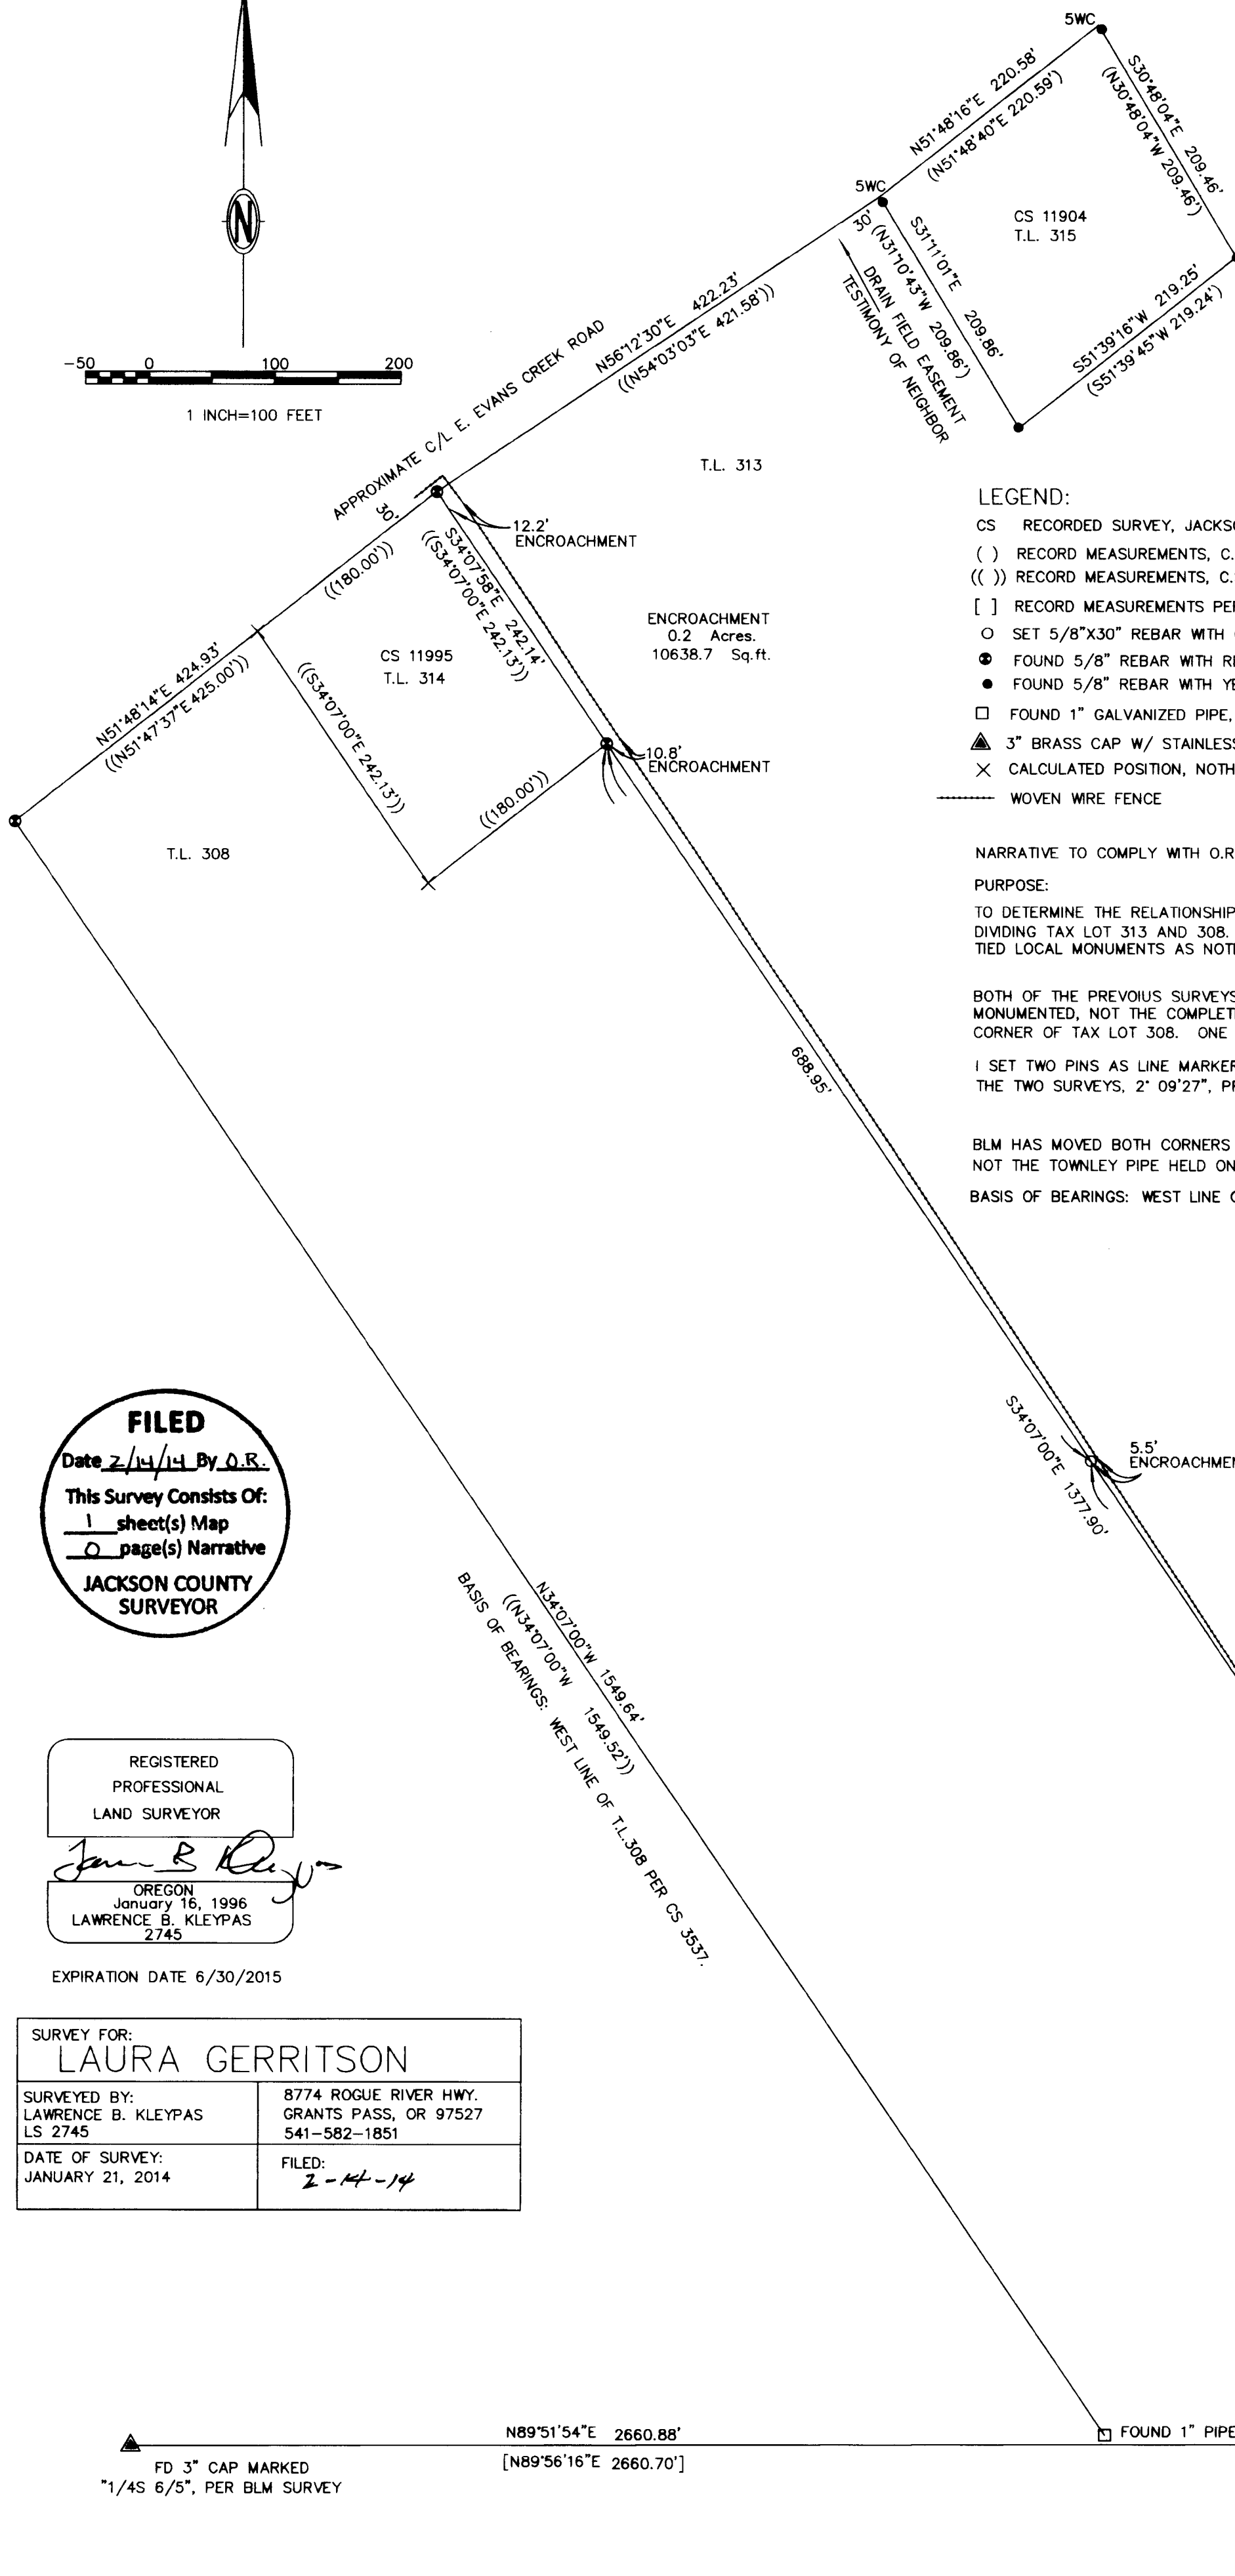 N
-50 0 100 200
1 INCH=100 FEET
5WC
N51°48'16"E 220.58'
(N51°48'40"E 220.59')
S30°48'04"E 209.46'
(N30°48'04"W 209.46')
CS 11904
T.L. 315
5WC
30'
S31°11'01"E 209.86'
(N31°10'43"W 209.86')
DRAIN FIELD EASEMENT
TESTIMONY OF NEIGHBOR
S51°39'16"W 219.25'
(S51°39'45"W 219.24')
N56°12'30"E 422.23'
((N54°03'03"E 421.58'))
APPROXIMATE C/L E. EVANS CREEK ROAD
T.L. 313
30'
((180.00'))
12.2'
ENCROACHMENT
S34°07'58"E 242.14'
((S34°07'00"E 242.13'))
ENCROACHMENT
0.2 Acres.
10638.7 Sq.ft.
CS 11995
T.L. 314
N51°48'14"E 424.93'
((N51°47'37"E 425.00'))
((S34°07'00"E 242.13'))
((180.00'))
10.8'
ENCROACHMENT
T.L. 308
LEGEND:
CS RECORDED SURVEY, JACKS
( ) RECORD MEASUREMENTS, C.
(( )) RECORD MEASUREMENTS, C.
[ ] RECORD MEASUREMENTS PE
SET 5/8"X30" REBAR WITH
FOUND 5/8" REBAR WITH R
FOUND 5/8" REBAR WITH Y
FOUND 1" GALVANIZED PIPE,
3" BRASS CAP W/ STAINLESS
CALCULATED POSITION, NOTH
WOVEN WIRE FENCE
NARRATIVE TO COMPLY WITH O.R
PURPOSE:
TO DETERMINE THE RELATIONSHIP
DIVIDING TAX LOT 313 AND 308.
TIED LOCAL MONUMENTS AS NOT
BOTH OF THE PREVOIUS SURVEYS
MONUMENTED, NOT THE COMPLET
CORNER OF TAX LOT 308. ONE
I SET TWO PINS AS LINE MARKER
THE TWO SURVEYS, 2° 09'27", P
BLM HAS MOVED BOTH CORNERS
NOT THE TOWNLEY PIPE HELD ON
BASIS OF BEARINGS: WEST LINE
688.95'
S34°07'00"E 1377.90'
5.5'
ENCROACHME
FILED
Date 2/14/14 By O.R.
This Survey Consists Of:
1 sheet(s) Map
0 page(s) Narrative
JACKSON COUNTY
SURVEYOR
N34°07'00"W 1549.64'
((N34°07'00"W 1549.52'))
BASIS OF BEARINGS: WEST LINE OF T.L.308 PER CS 3537.
REGISTERED
PROFESSIONAL
LAND SURVEYOR
OREGON
January 16, 1996
LAWRENCE B. KLEYPAS
2745
EXPIRATION DATE 6/30/2015
SURVEY FOR:
LAURA GERRITSON
SURVEYED BY:
LAWRENCE B. KLEYPAS
LS 2745
8774 ROGUE RIVER HWY.
GRANTS PASS, OR 97527
541-582-1851
DATE OF SURVEY:
JANUARY 21, 2014
FILED:
2-14-14
N89°51'54"E 2660.88'
[N89°56'16"E 2660.70']
FOUND 1" PIPE
FD 3" CAP MARKED
"1/4S 6/5", PER BLM SURVEY